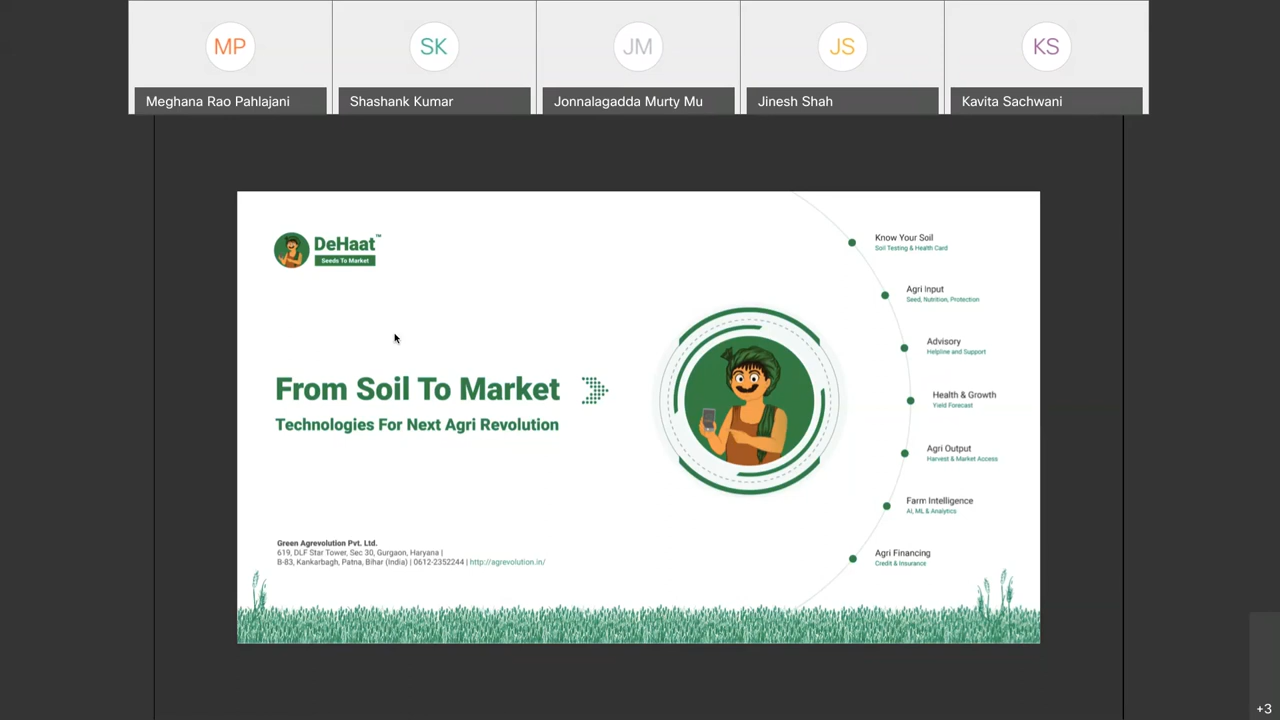 MP
SK
JM
JS
KS
Meghana Rao Pahlajani
Shashank Kumar
Jonnalagadda Murty Mu
Jinesh Shah
Kavita Sachwani
DeHaat™
Seeds To Market
From Soil To Market
Technologies For Next Agri Revolution
Know Your Soil
Soil Testing & Health Card
Agri Input
Seed, Nutrition, Protection
Advisory
Helpline and Support
Health & Growth
Yield Forecast
Agri Output
Harvest & Market Access
Farm Intelligence
AI, ML & Analytics
Agri Financing
Credit & Insurance
Green Agrevolution Pvt. Ltd.
619, DLF Star Tower, Sec 30, Gurgaon, Haryana |
B-83, Kankarbagh, Patna, Bihar (India) | 0612-2352244 | http://agrevolution.in/
+3